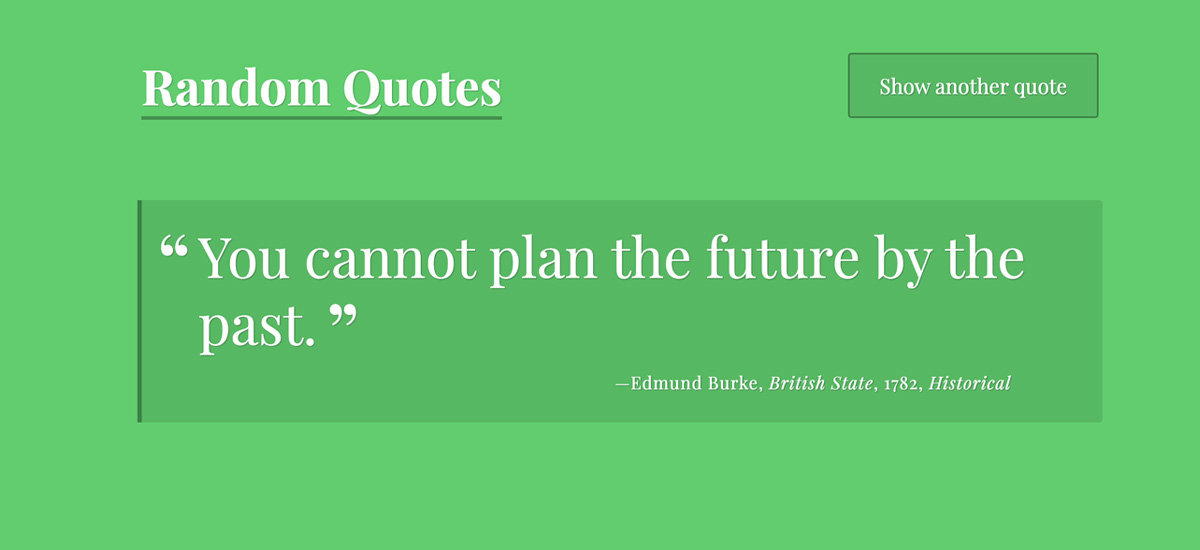 Random Quotes
Show another quote
“ You cannot plan the future by the
past. ”
—Edmund Burke, British State, 1782, Historical